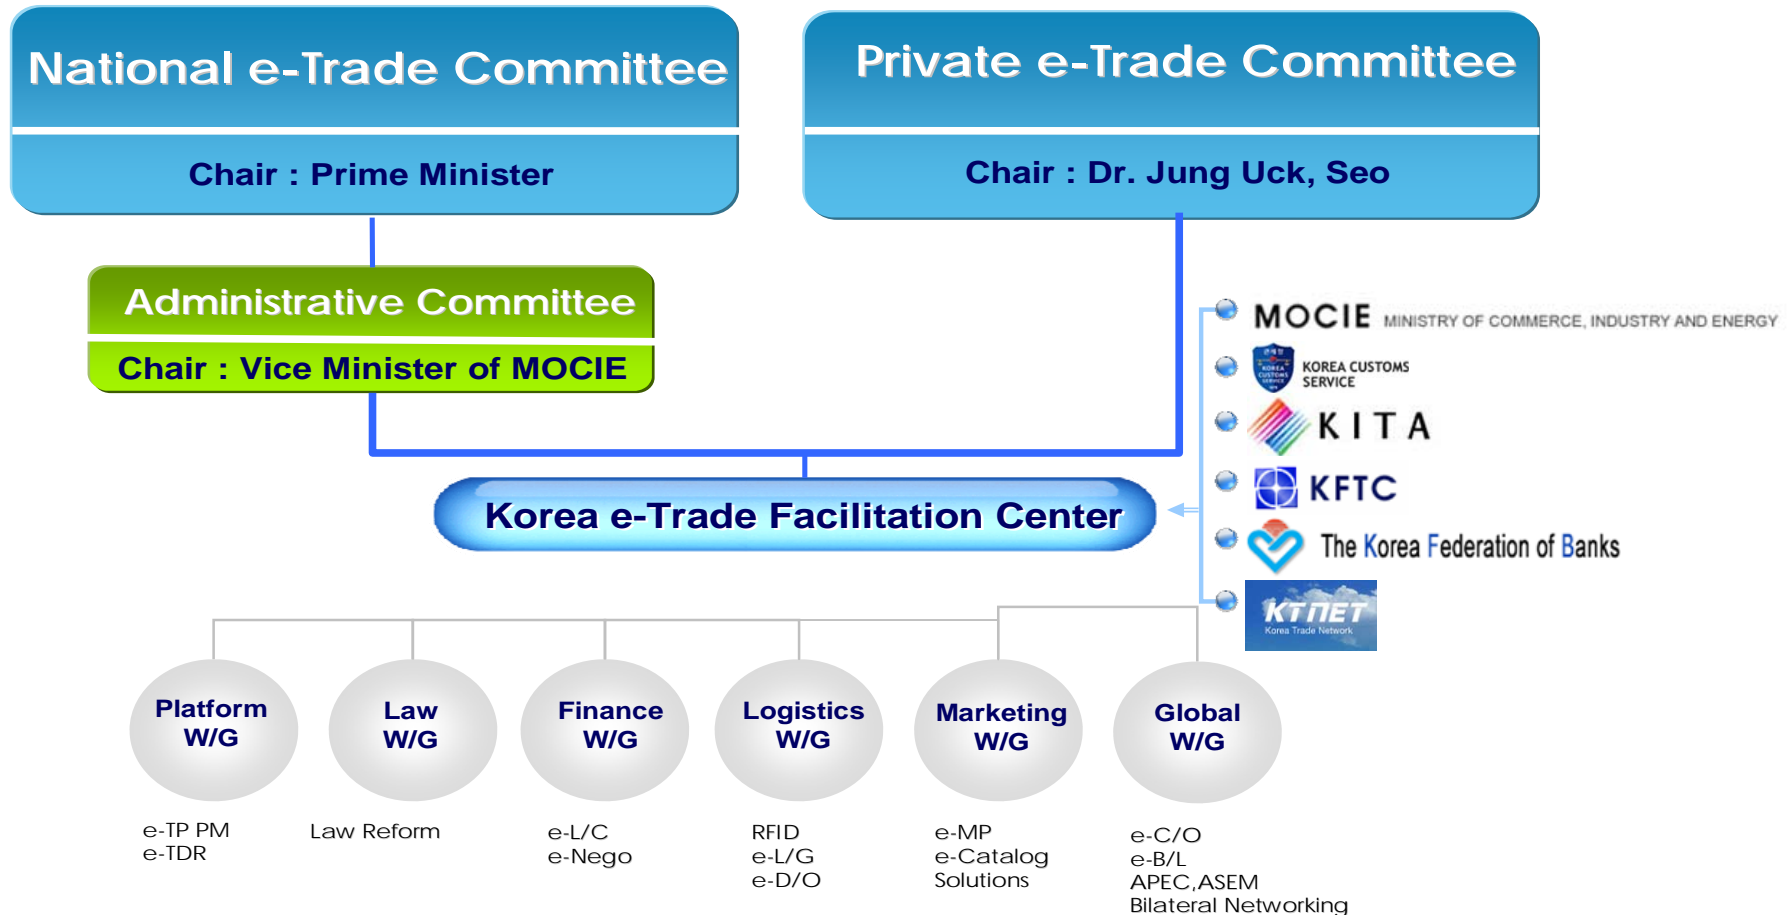 National e-Trade Committee
Chair : Prime Minister
Private e-Trade Committee
Chair : Dr. Jung Uck, Seo
Administrative Committee
Chair : Vice Minister of MOCIE
MOCIE MINISTRY OF COMMERCE, INDUSTRY AND ENERGY
KOREA CUSTOMS
SERVICE
KITA
KFTC
The Korea Federation of Banks
KTNET
Korea Trade Network
Korea e-Trade Facilitation Center
Platform
W/G
Law
W/G
Finance
W/G
Logistics
W/G
Marketing
W/G
Global
W/G
e-TP PM
e-TDR
Law Reform
e-L/C
e-Nego
RFID
e-L/G
e-D/O
e-MP
e-Catalog
Solutions
e-C/O
e-B/L
APEC,ASEM
Bilateral Networking